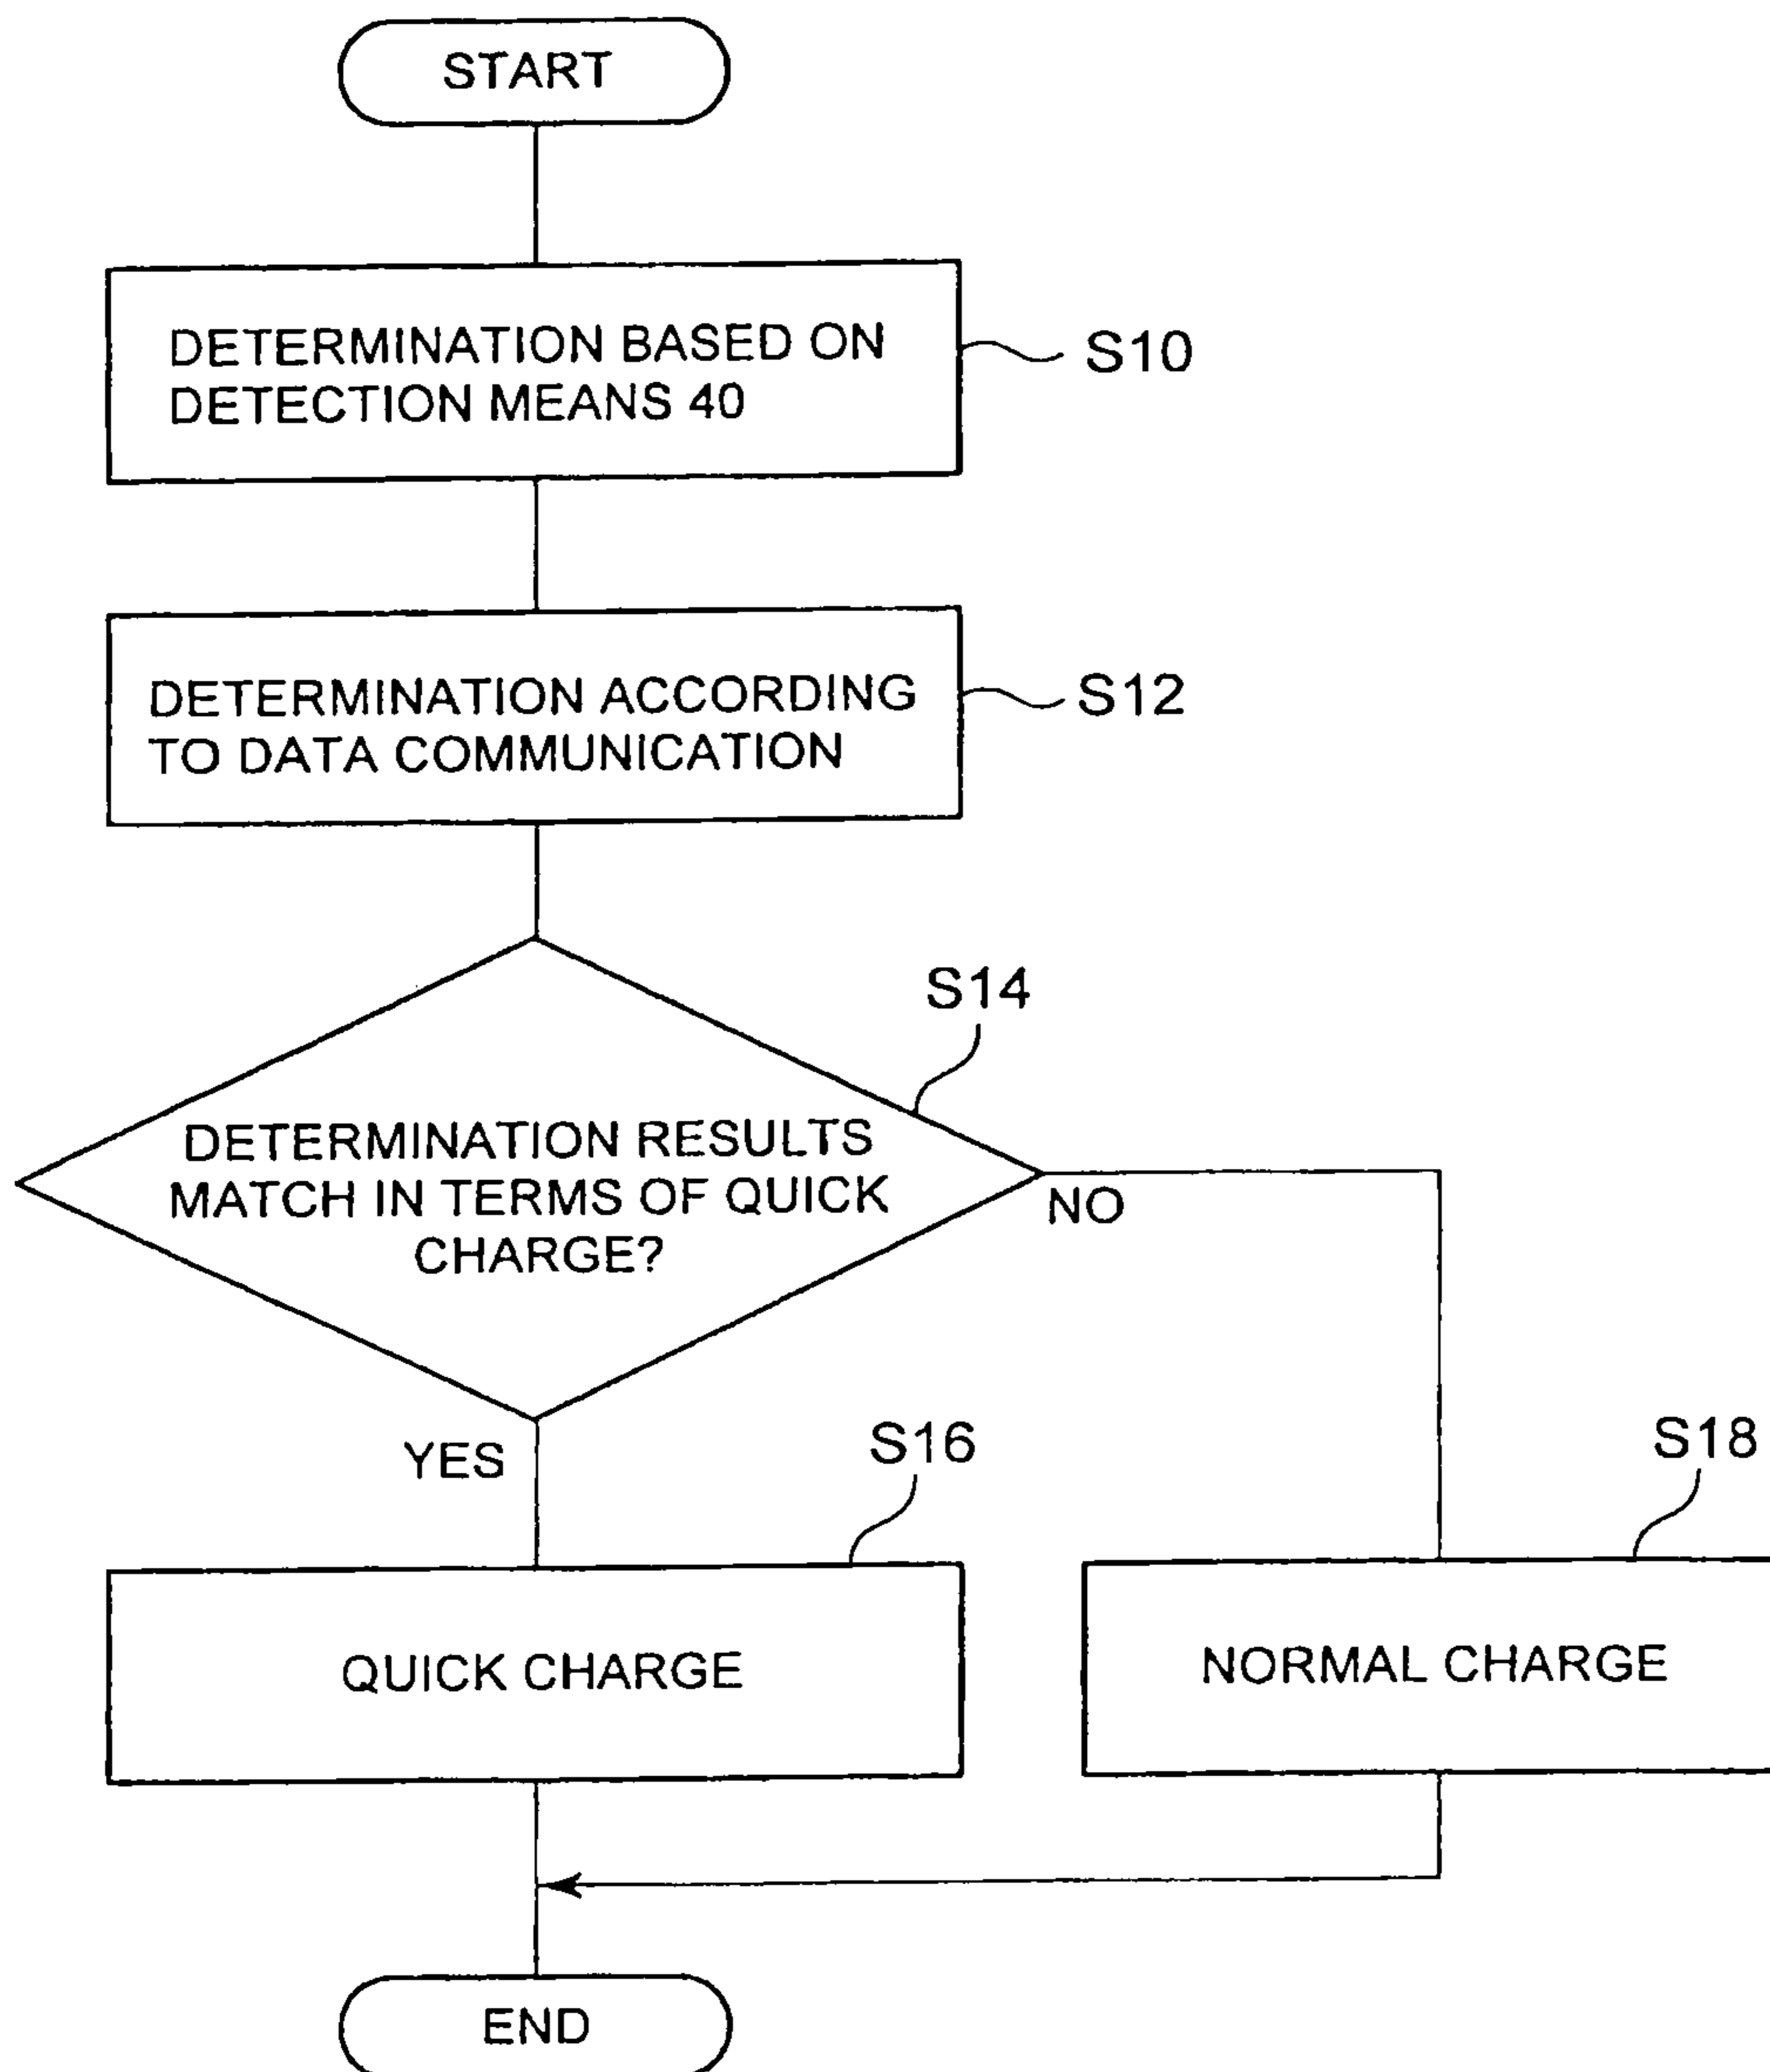 START
DETERMINATION BASED ON
DETECTION MEANS 40
S10
DETERMINATION ACCORDING
TO DATA COMMUNICATION
S12
S14
DETERMINATION RESULTS
MATCH IN TERMS OF QUICK
CHARGE?
NO
YES
S16
S18
QUICK CHARGE
NORMAL CHARGE
END